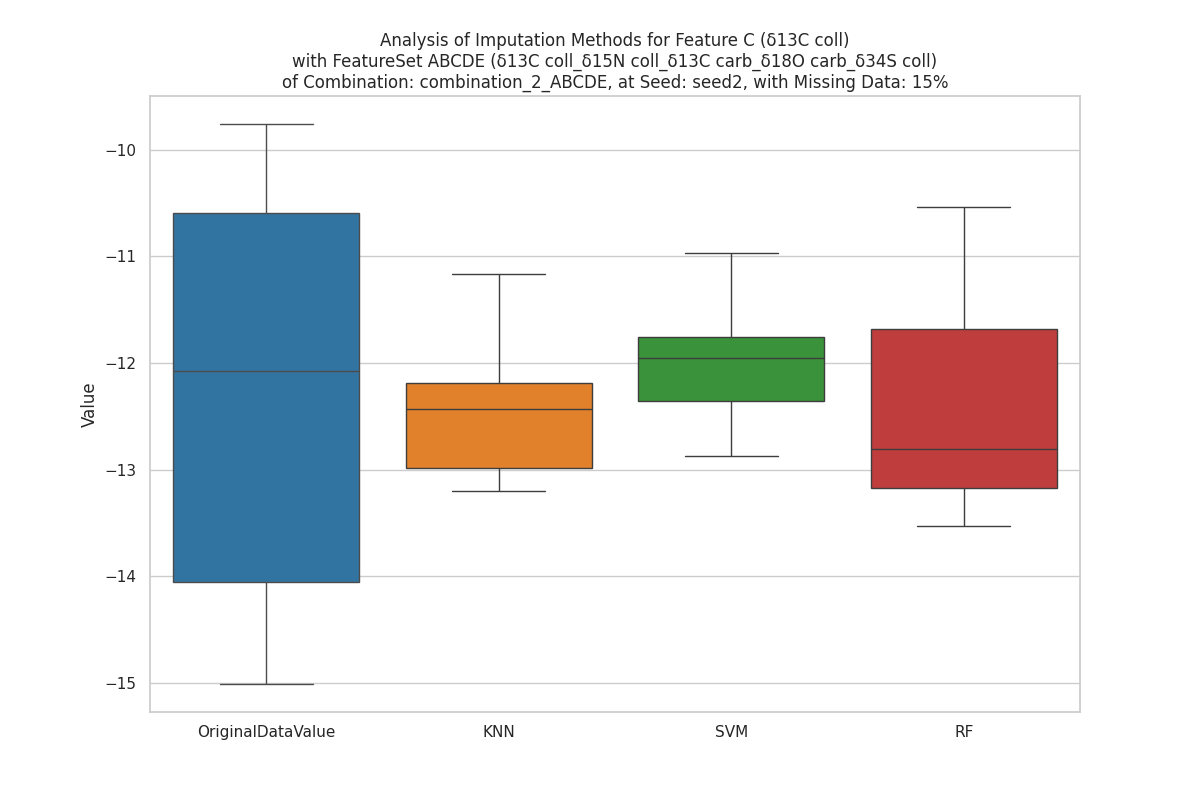 Analysis of Imputation Methods for Feature C (δ13C coll)
with FeatureSet ABCDE (δ13C coll_δ15N coll_δ13C carb_δ18O carb_δ34S coll)
of Combination: combination_2_ABCDE, at Seed: seed2, with Missing Data: 15%
−10
−11
−12
−13
−14
−15
Value
OriginalDataValue
KNN
SVM
RF